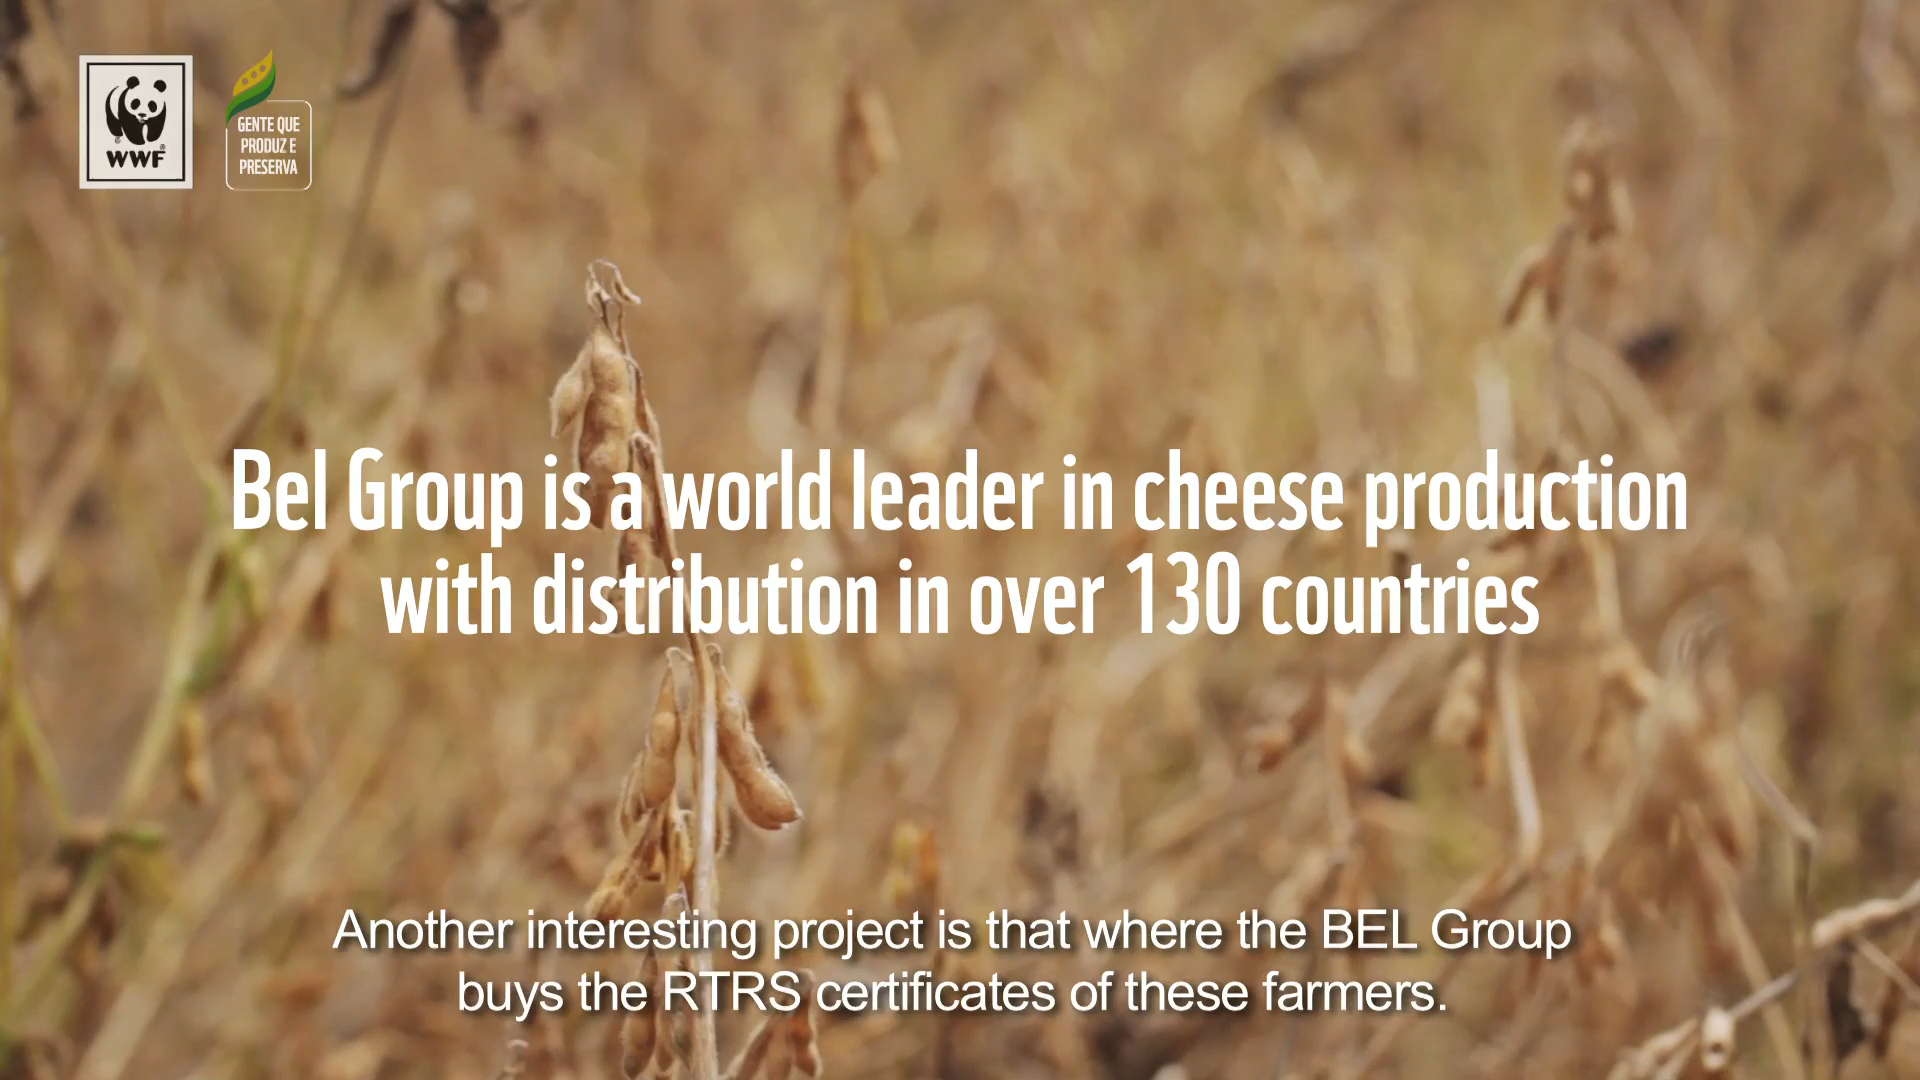 WWF
GENTE QUE
PRODUZ E
PRESERVA
Bel Group is a world leader in cheese production
with distribution in over 130 countries
Another interesting project is that where the BEL Group
buys the RTRS certificates of these farmers.